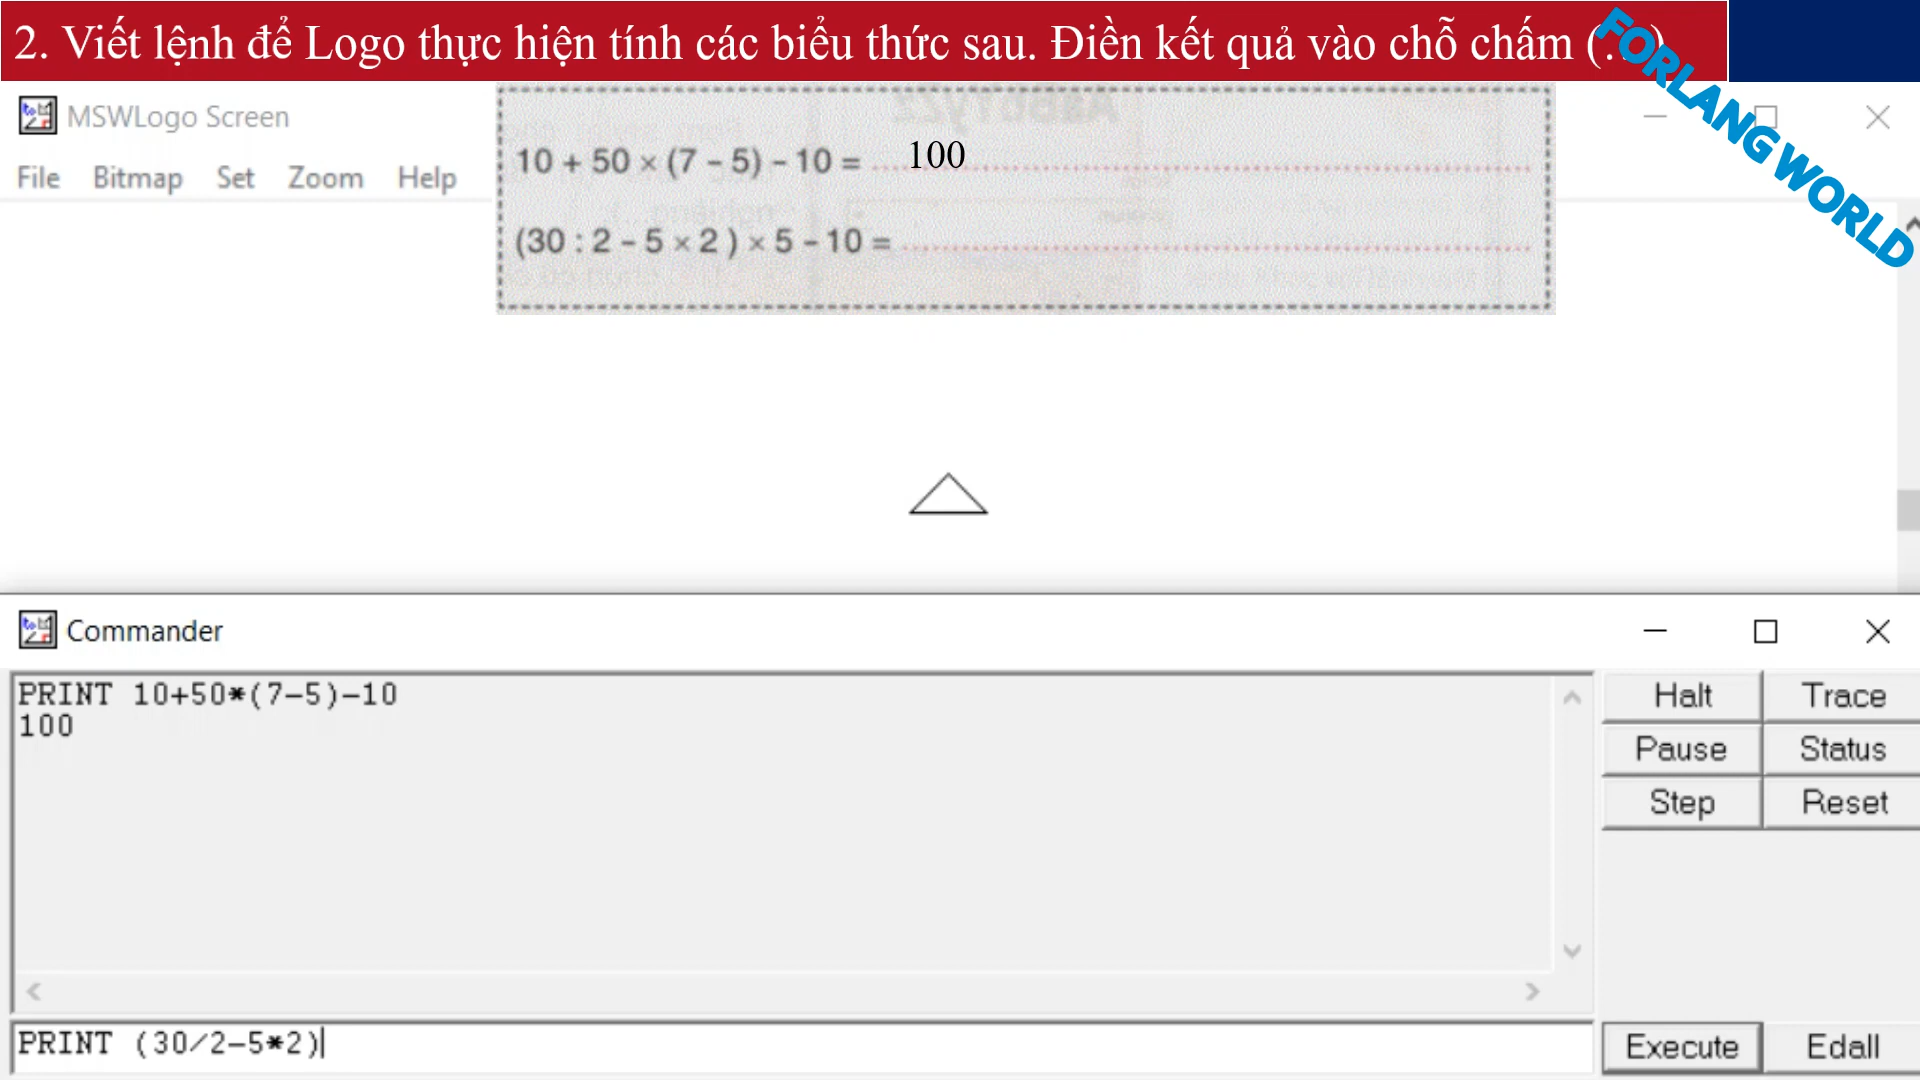 2. Viết lệnh để Logo thực hiện tính các biểu thức sau. Điền kết quả vào chỗ chấm (...)
FORLANG WORLD
MSWLogo Screen
File Bitmap Set Zoom Help
10 + 50 × (7 – 5) – 10 = 100
(30 : 2 – 5 × 2 ) × 5 – 10 =
Commander
PRINT 10+50*(7-5)-10
100
Halt Trace
Pause Status
Step Reset
PRINT (30/2-5*2)
Execute Edall